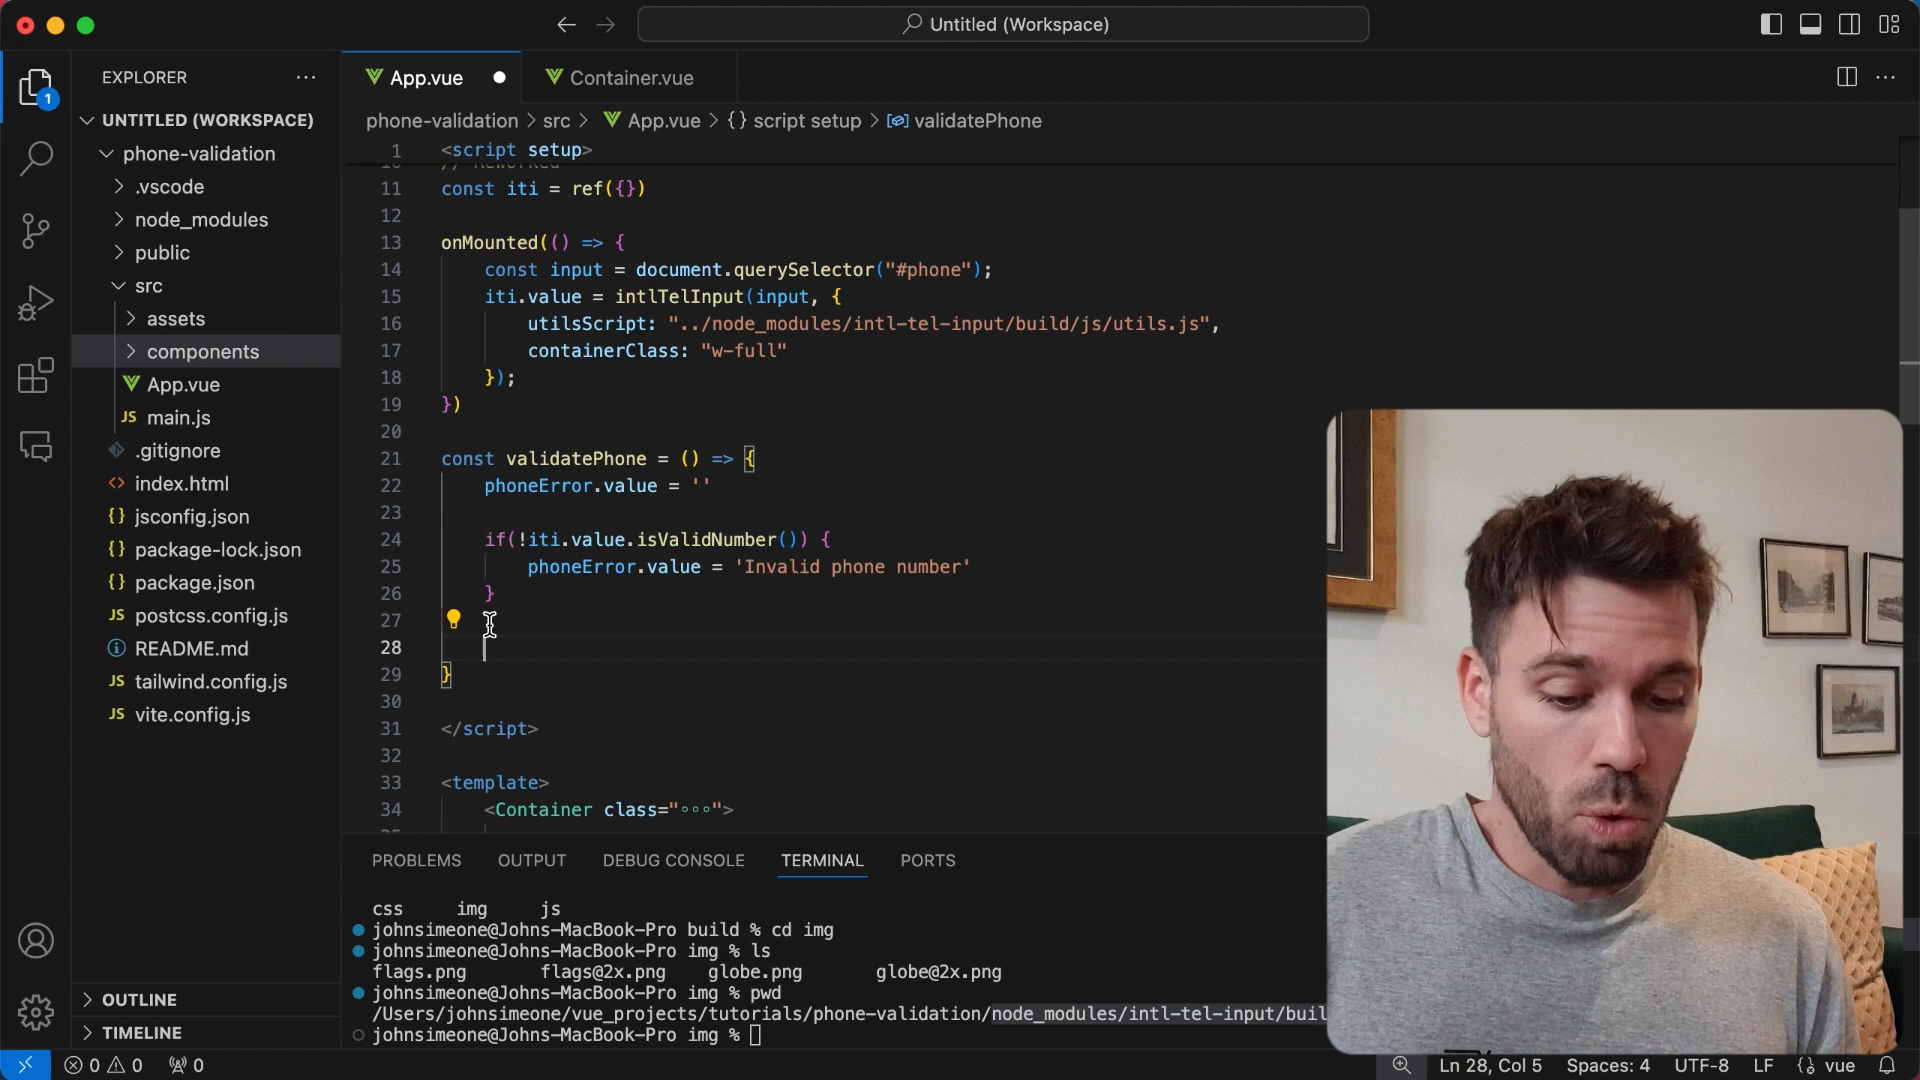 Untitled (Workspace)
EXPLORER
App.vue
Container.vue
1
UNTITLED (WORKSPACE)
phone-validation > src > App.vue > {} script setup > validatePhone
phone-validation
.vscode
node_modules
public
src
assets
components
App.vue
JS main.js
.gitignore
<> index.html
{} jsconfig.json
{} package-lock.json
{} package.json
JS postcss.config.js
README.md
JS tailwind.config.js
JS vite.config.js
OUTLINE
TIMELINE
1 <script setup>
11 const iti = ref({})
12
13 onMounted(() => {
14 const input = document.querySelector("#phone");
15 iti.value = intlTelInput(input, {
16 utilsScript: "../node_modules/intl-tel-input/build/js/utils.js",
17 containerClass: "w-full"
18 });
19 })
20
21 const validatePhone = () => {
22 phoneError.value = ''
23
24 if(!iti.value.isValidNumber()) {
25 phoneError.value = 'Invalid phone number'
26 }
27
28
29 }
30
31 </script>
32
33 <template>
34 <Container class="∘∘∘">
PROBLEMS OUTPUT DEBUG CONSOLE TERMINAL PORTS
css img js
johnsimeone@Johns-MacBook-Pro build % cd img
johnsimeone@Johns-MacBook-Pro img % ls
flags.png flags@2x.png globe.png globe@2x.png
johnsimeone@Johns-MacBook-Pro img % pwd
/Users/johnsimeone/vue_projects/tutorials/phone-validation/node_modules/intl-tel-input/buil
johnsimeone@Johns-MacBook-Pro img %
0 0 0
Ln 28, Col 5 Spaces: 4 UTF-8 LF vue